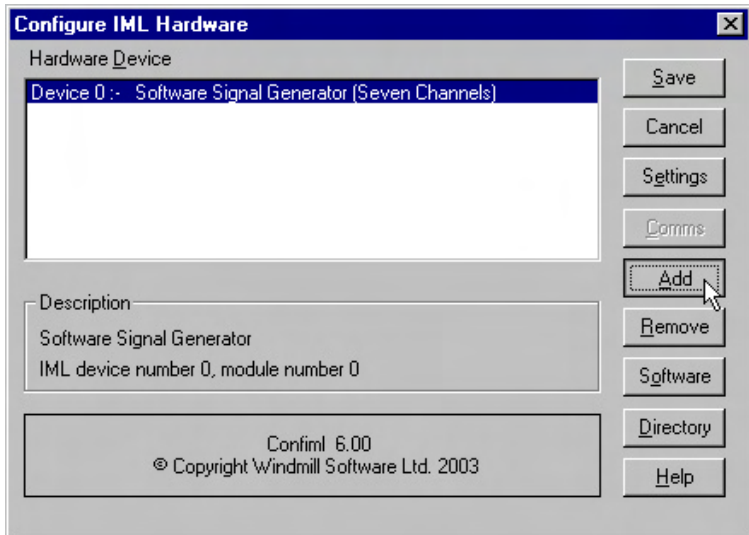 Configure IML Hardware
Hardware Device
Device 0 :-   Software Signal Generator (Seven Channels)
Save
Cancel
Settings
Comms
Add
Remove
Software
Directory
Help
Description
Software Signal Generator
IML device number 0, module number 0
Confiml  6.00
© Copyright Windmill Software Ltd. 2003